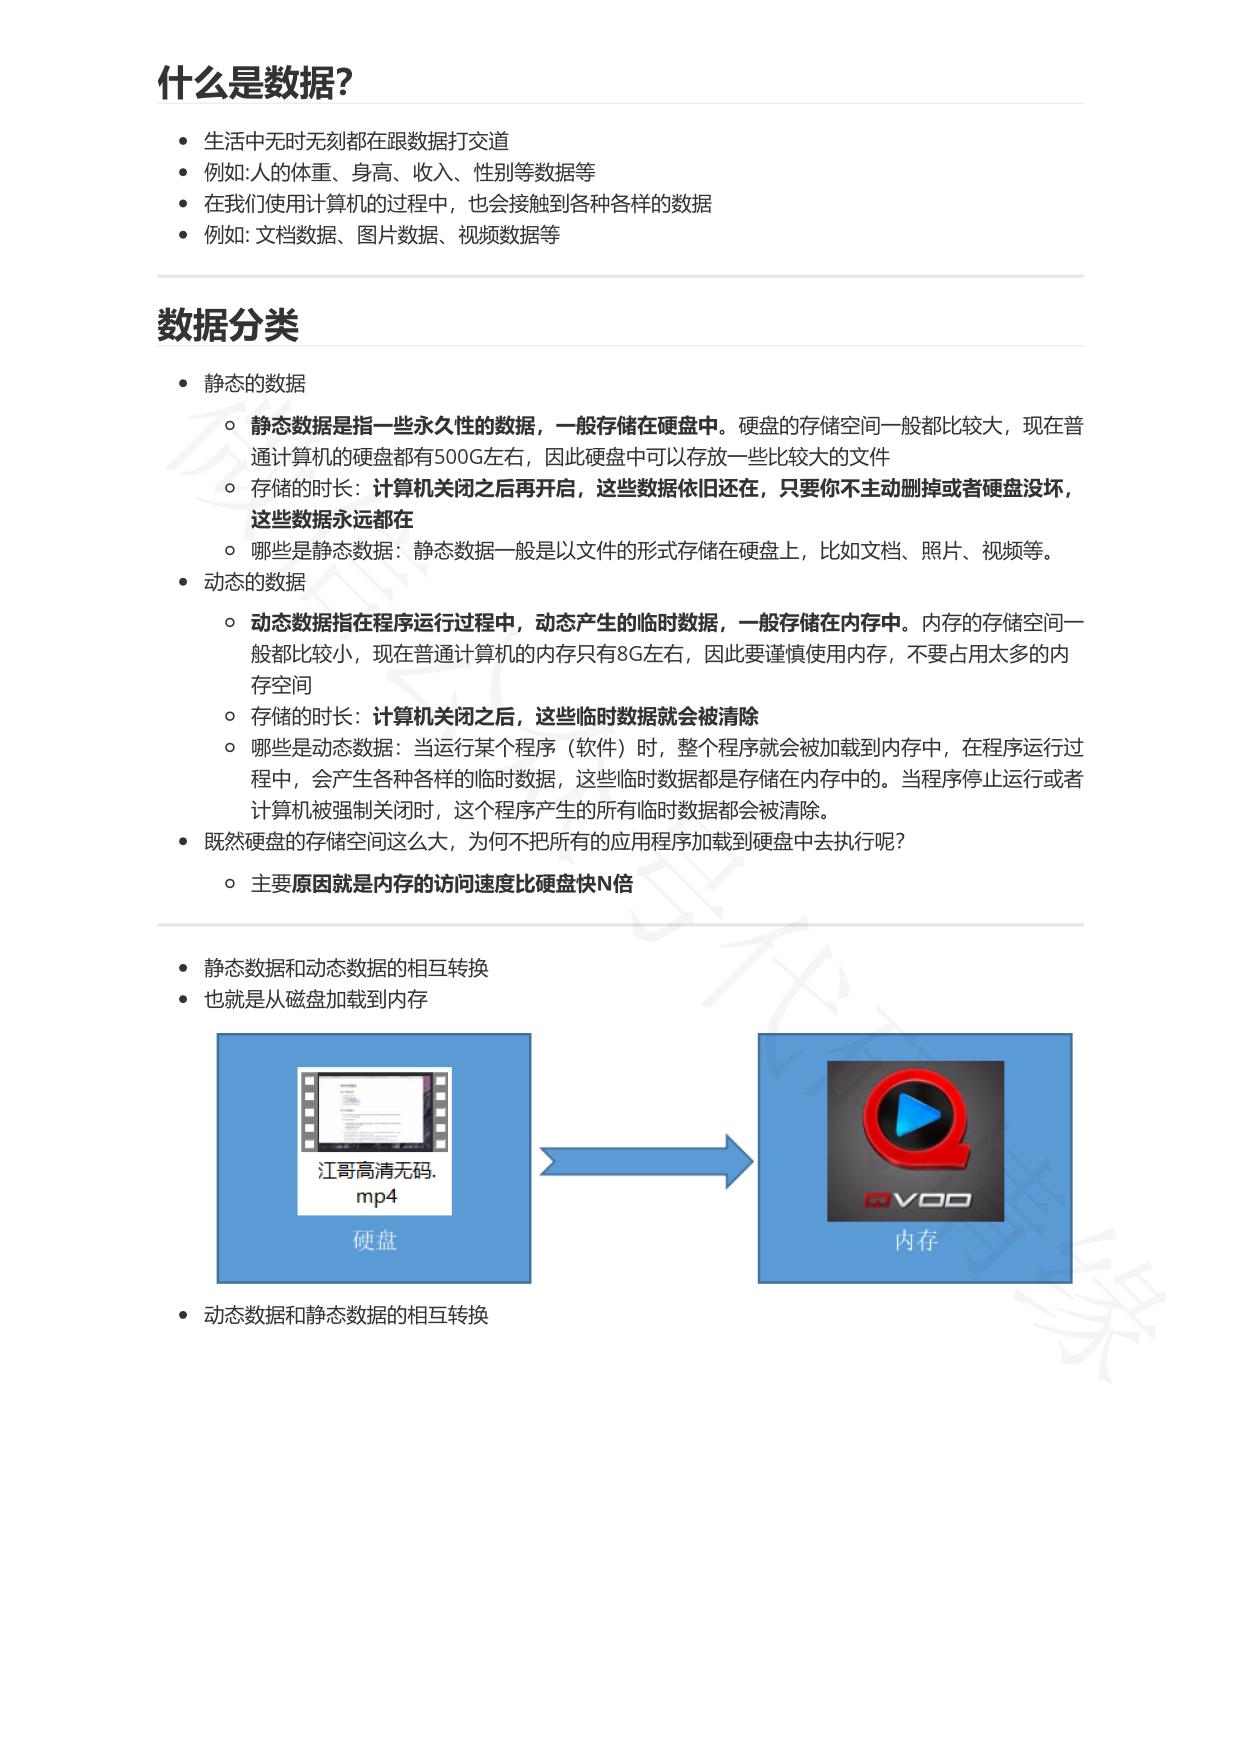 什么是数据？
生活中无时无刻都在跟数据打交道
例如:人的体重、身高、收入、性别等数据等
在我们使用计算机的过程中，也会接触到各种各样的数据
例如: 文档数据、图片数据、视频数据等
数据分类
静态的数据
静态数据是指一些永久性的数据，一般存储在硬盘中。硬盘的存储空间一般都比较大，现在普
通计算机的硬盘都有500G左右，因此硬盘中可以存放一些比较大的文件
存储的时长：计算机关闭之后再开启，这些数据依旧还在，只要你不主动删掉或者硬盘没坏，
这些数据永远都在
哪些是静态数据：静态数据一般是以文件的形式存储在硬盘上，比如文档、照片、视频等。
动态的数据
动态数据指在程序运行过程中，动态产生的临时数据，一般存储在内存中。内存的存储空间一
般都比较小，现在普通计算机的内存只有8G左右，因此要谨慎使用内存，不要占用太多的内
存空间
存储的时长：计算机关闭之后，这些临时数据就会被清除
哪些是动态数据：当运行某个程序（软件）时，整个程序就会被加载到内存中，在程序运行过
程中，会产生各种各样的临时数据，这些临时数据都是存储在内存中的。当程序停止运行或者
计算机被强制关闭时，这个程序产生的所有临时数据都会被清除。
既然硬盘的存储空间这么大，为何不把所有的应用程序加载到硬盘中去执行呢？
主要原因就是内存的访问速度比硬盘快N倍
静态数据和动态数据的相互转换
也就是从磁盘加载到内存
江哥高清无码.
mp4
硬盘
QVOD
内存
动态数据和静态数据的相互转换
微信公众号代码情缘